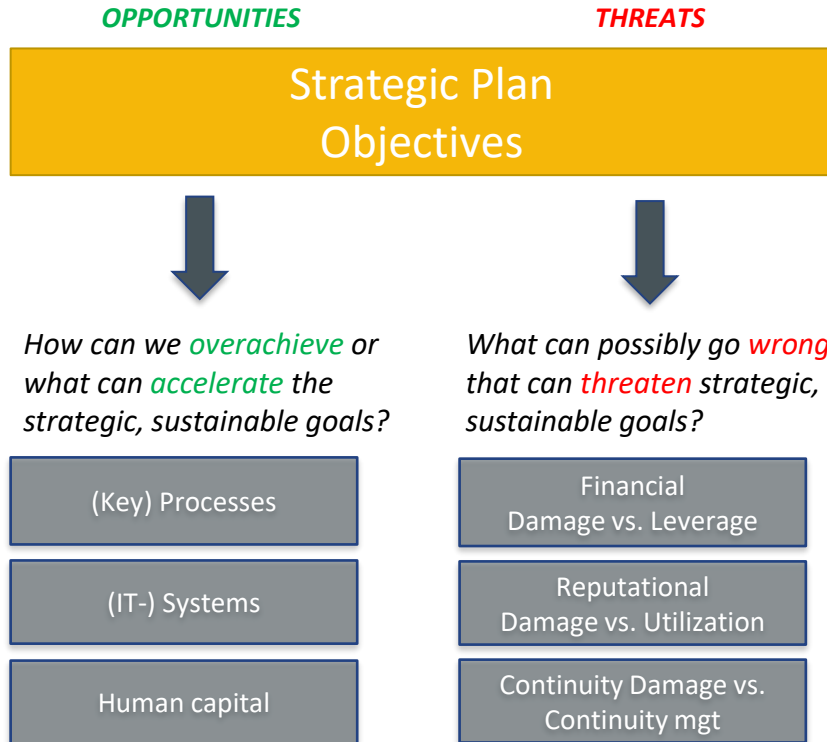 OPPORTUNITIES
THREATS
Strategic Plan
Objectives
How can we overachieve or
what can accelerate the
strategic, sustainable goals?
What can possibly go wrong
that can threaten strategic,
sustainable goals?
(Key) Processes
(IT-) Systems
Human capital
Financial
Damage vs. Leverage
Reputational
Damage vs. Utilization
Continuity Damage vs.
Continuity mgt